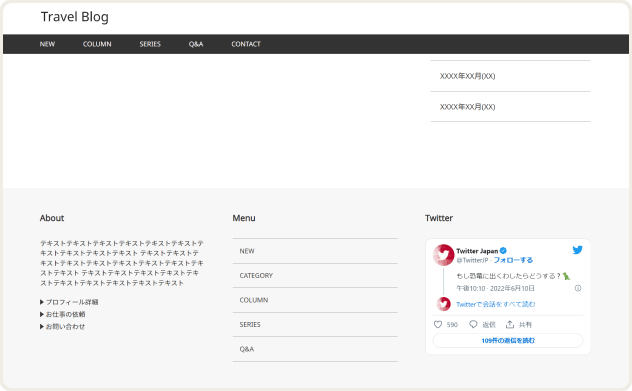 Travel Blog
NEW COLUMN SERIES Q&A CONTACT
XXXX年XX月(XX)
XXXX年XX月(XX)
About
テキストテキストテキストテキストテキストテキストテ
キストテキストテキストテキスト テキストテキストテ
キストテキストテキストテキストテキストテキストテキ
ストテキスト テキストテキストテキストテキストテキ
ストテキストテキストテキストテキストテキスト
▶ プロフィール詳細
▶ お仕事の依頼
▶ お問い合わせ
Menu
NEW
CATEGORY
COLUMN
SERIES
Q&A
Twitter
Twitter Japan
@TwitterJP · フォローする
もし恐竜に出くわしたらどうする？
午後10:10 · 2022年6月10日
Twitterで会話をすべて読む
590 返信 共有
109件の返信を読む